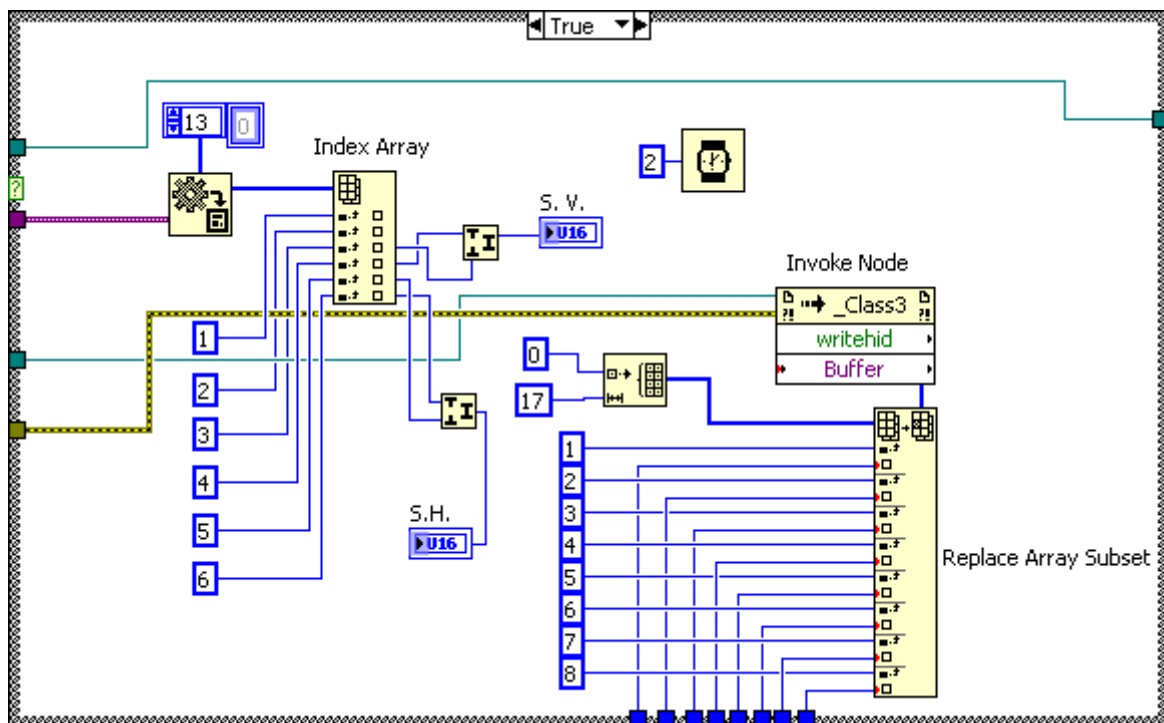 True
13 0
Index Array
2
S. V.
U16
Invoke Node
_Class3
writehid
Buffer
1
2
3
4
5
6
S.H.
U16
0
17
1
2
3
4
5
6
7
8
Replace Array Subset
?